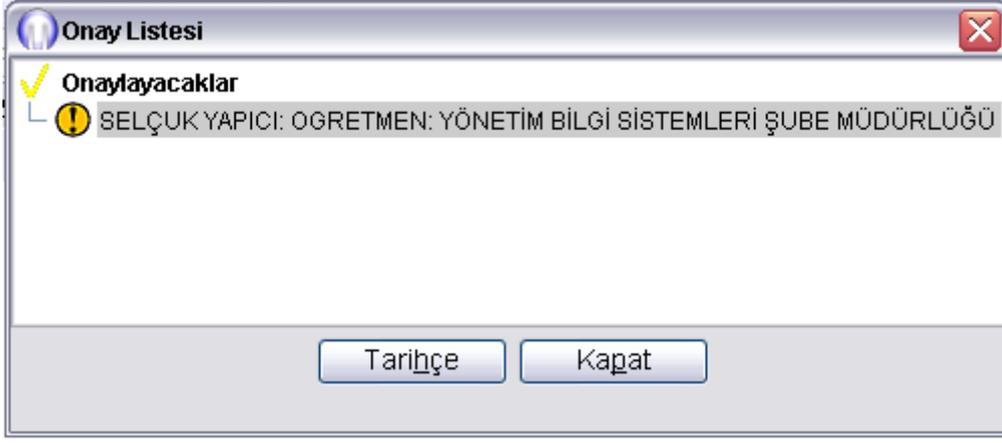 Onay Listesi
Onaylayacaklar
SELÇUK YAPICI: OGRETMEN: YÖNETİM BİLGİ SİSTEMLERİ ŞUBE MÜDÜRLÜĞÜ
Tarihçe Kapat